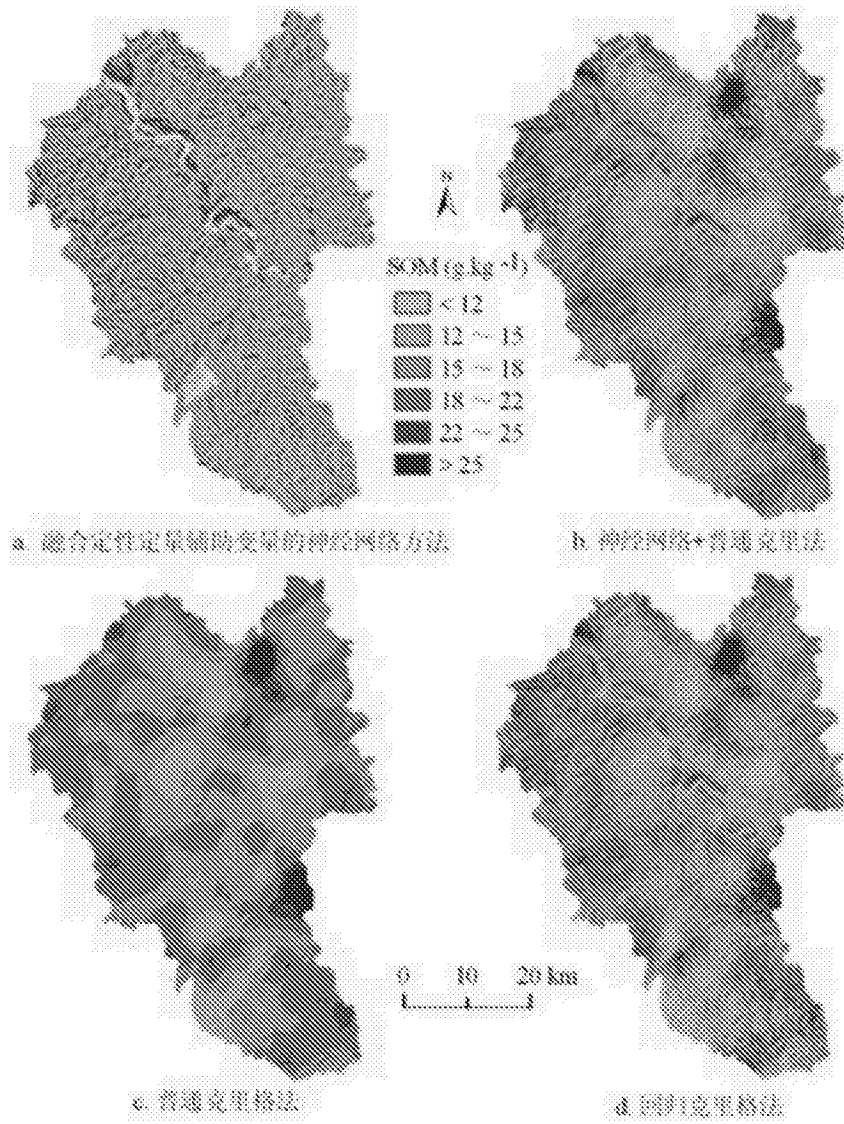 N
SOM (g kg -1)
< 12
12 ~ 15
15 ~ 18
18 ~ 22
22 ~ 25
> 25
a. 融合定性定量辅助变量的神经网络方法
b. 神经网络+普通克里法
0 10 20 km
c. 普通克里格法
d. 回归克里格法